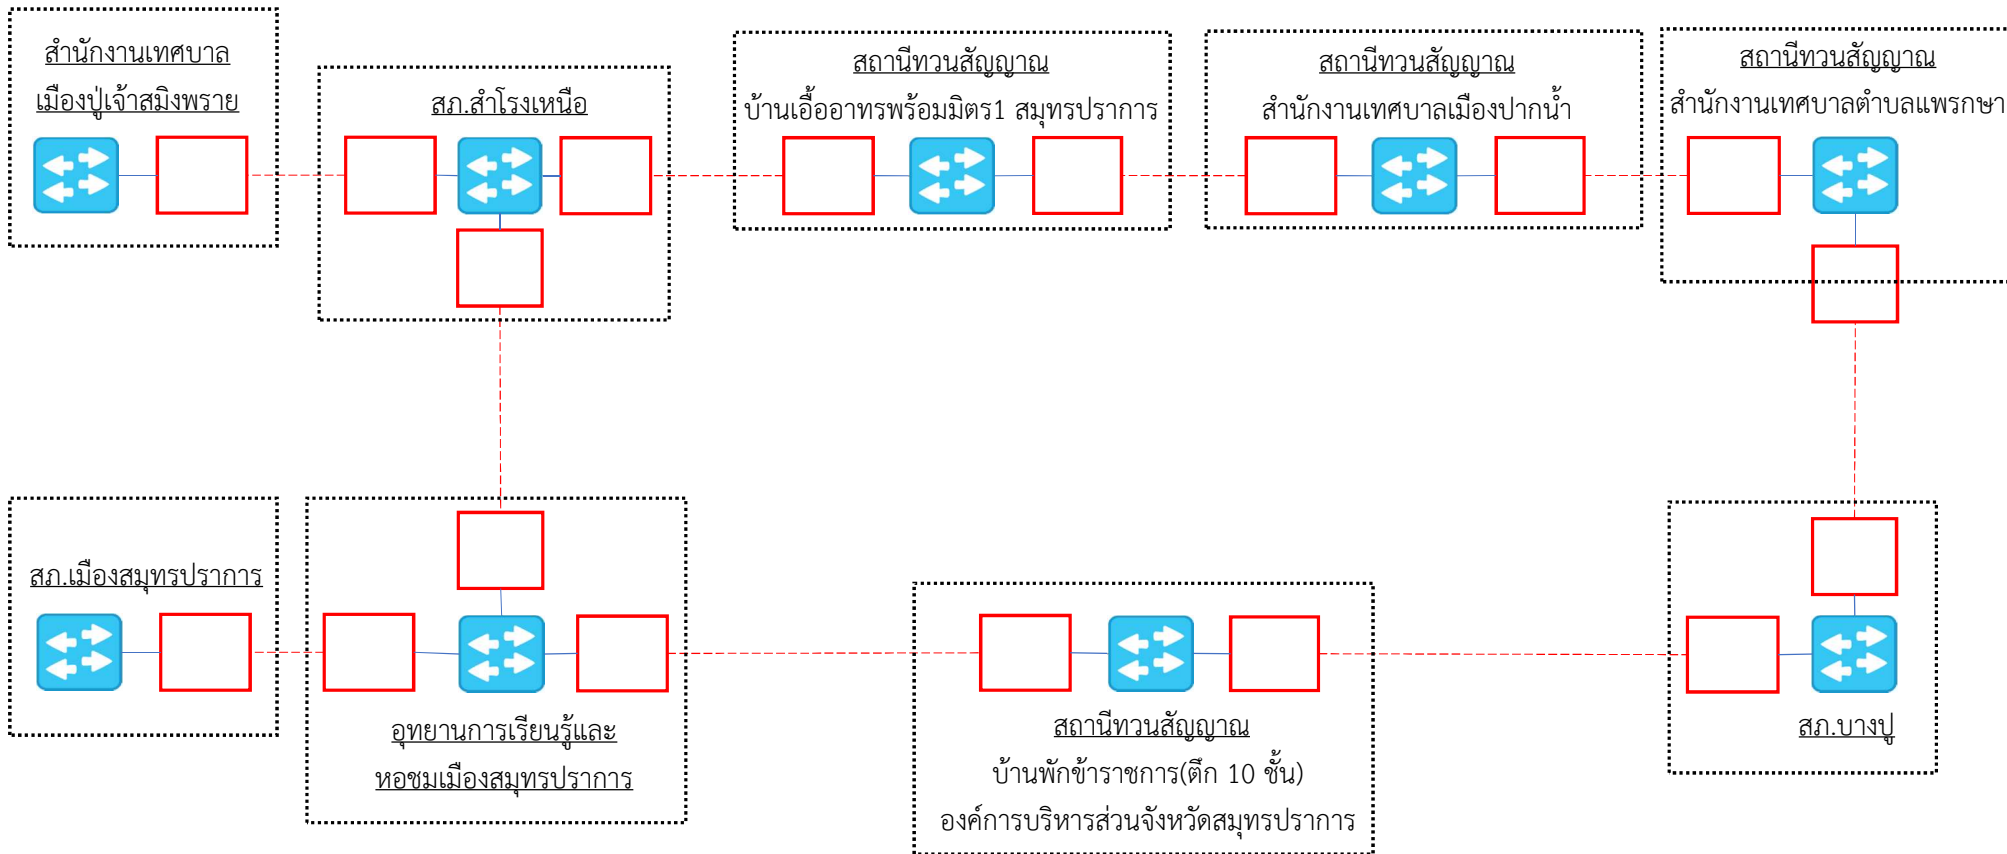 สำนักงานเทศบาล
เมืองปู่เจ้าสมิงพราย
สภ.สำโรงเหนือ
สถานีทวนสัญญาณ
บ้านเอื้ออาทรพร้อมมิตร1 สมุทรปราการ
สถานีทวนสัญญาณ
สำนักงานเทศบาลเมืองปากน้ำ
สถานีทวนสัญญาณ
สำนักงานเทศบาลตำบลแพรกษา
สภ.เมืองสมุทรปราการ
อุทยานการเรียนรู้และ
หอชมเมืองสมุทรปราการ
สถานีทวนสัญญาณ
บ้านพักข้าราชการ(ตึก 10 ชั้น)
องค์การบริหารส่วนจังหวัดสมุทรปราการ
สภ.บางปู